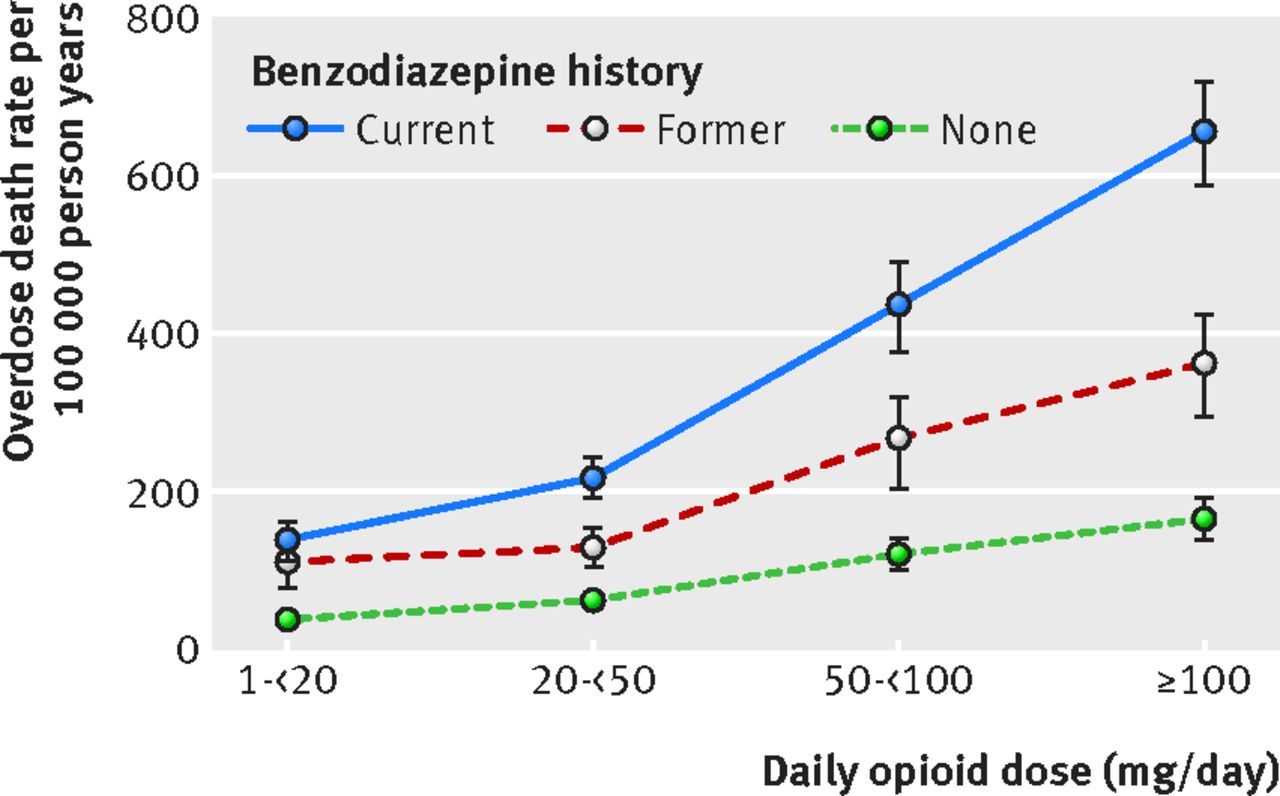 Overdose death rate per
100 000 person years
800
600
400
200
0
Benzodiazepine history
Current Former None
1-<20 20-<50 50-<100 ≥100
Daily opioid dose (mg/day)